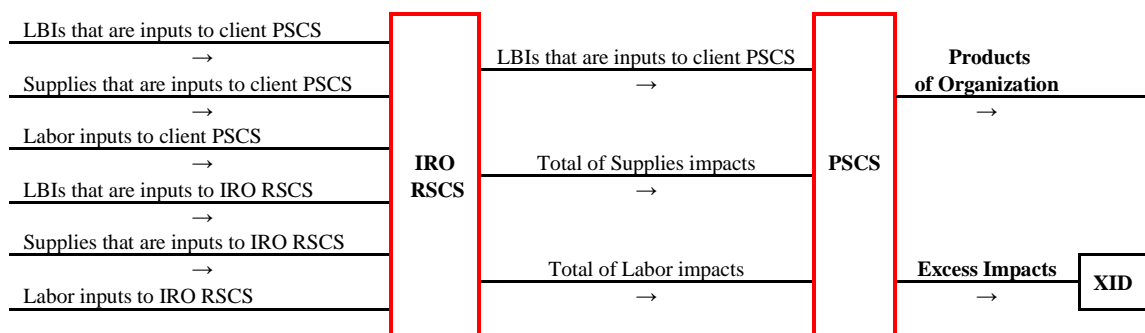 LBIs that are inputs to client PSCS
→
Supplies that are inputs to client PSCS
→
Labor inputs to client PSCS
→
LBIs that are inputs to IRO RSCS
→
Supplies that are inputs to IRO RSCS
→
Labor inputs to IRO RSCS
IRO
RSCS
LBIs that are inputs to client PSCS
→
Total of Supplies impacts
→
Total of Labor impacts
→
PSCS
Products
of Organization
→
Excess Impacts
→
XID